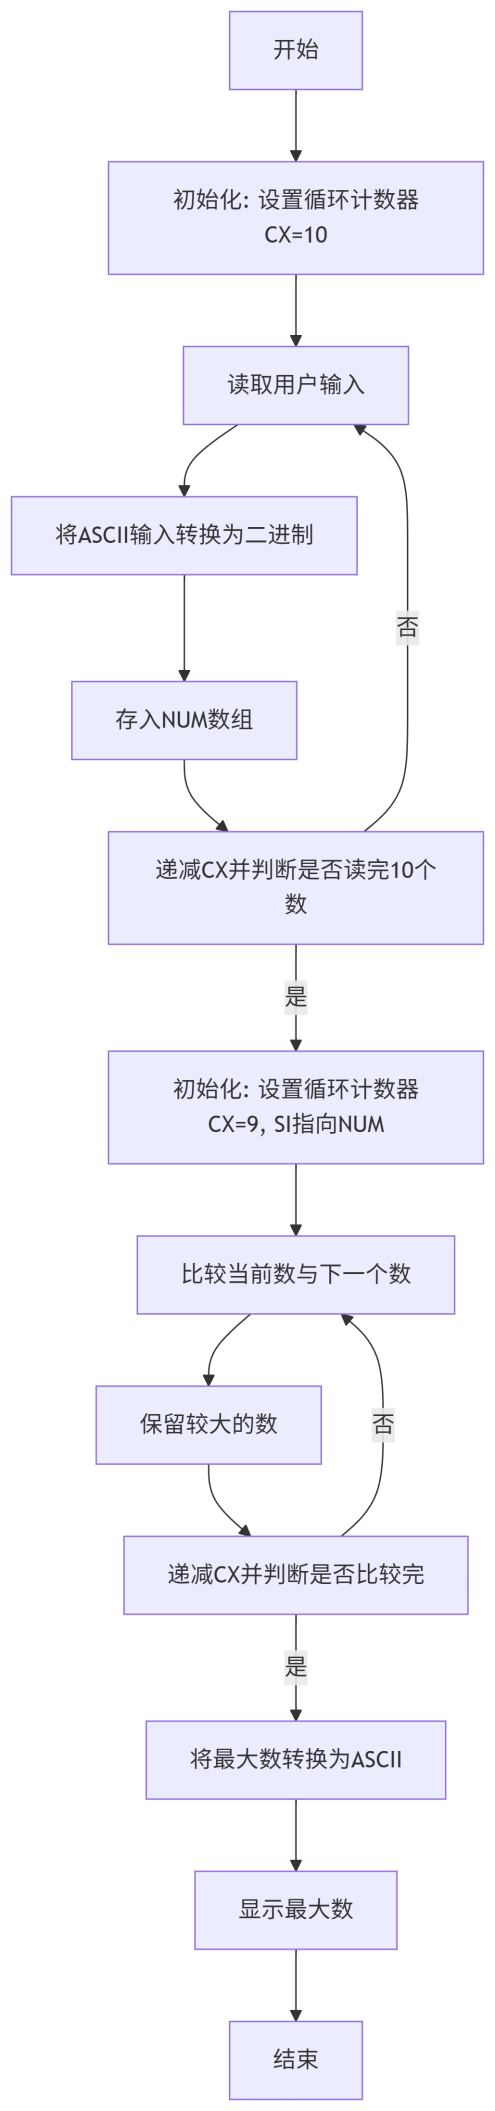 开始
初始化: 设置循环计数器
CX=10
读取用户输入
将ASCII输入转换为二进制
否
存入NUM数组
递减CX并判断是否读完10个
数
是
初始化: 设置循环计数器
CX=9, SI指向NUM
比较当前数与下一个数
保留较大的数
否
递减CX并判断是否比较完
是
将最大数转换为ASCII
显示最大数
结束